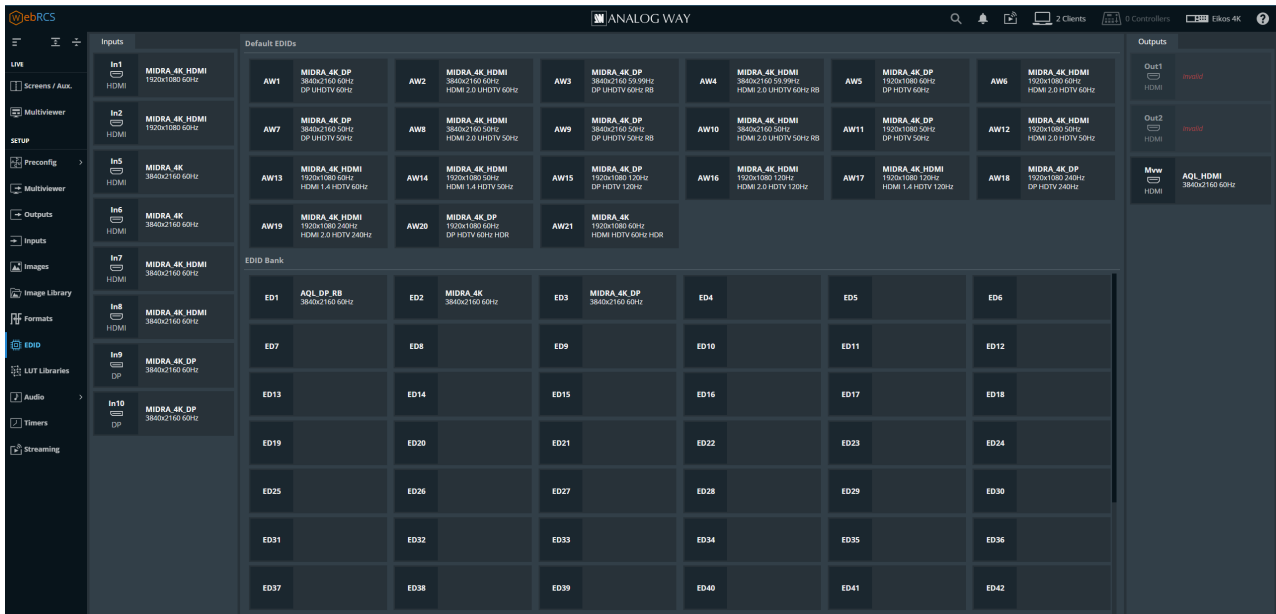 WebRCS
ANALOG WAY
2 Clients
0 Controllers
Eikos 4K
LIVE
Screens / Aux.
Multiviewer
SETUP
Preconfig
Multiviewer
Outputs
Inputs
Images
Image Library
Formats
EDID
LUT Libraries
Audio
Timers
Streaming
Inputs
In1
HDMI
MIDRA_4K_HDMI
1920x1080 60Hz
In2
HDMI
MIDRA_4K_HDMI
1920x1080 60Hz
In5
HDMI
MIDRA_4K
3840x2160 60Hz
In6
HDMI
MIDRA_4K
3840x2160 60Hz
In7
HDMI
MIDRA_4K_HDMI
3840x2160 60Hz
In8
HDMI
MIDRA_4K_HDMI
3840x2160 60Hz
In9
DP
MIDRA_4K_DP
3840x2160 60Hz
In10
DP
MIDRA_4K_DP
3840x2160 60Hz
Default EDIDs
AW1
MIDRA_4K_DP
3840x2160 60Hz
DP UHDTV 60Hz
AW2
MIDRA_4K_HDMI
3840x2160 60Hz
HDMI 2.0 UHDTV 60Hz
AW3
MIDRA_4K_DP
3840x2160 59.99Hz
DP UHDTV 60Hz RB
AW4
MIDRA_4K_HDMI
3840x2160 59.99Hz
HDMI 2.0 UHDTV 60Hz RB
AW5
MIDRA_4K_DP
1920x1080 60Hz
DP HDTV 60Hz
AW6
MIDRA_4K_HDMI
1920x1080 60Hz
HDMI 2.0 HDTV 60Hz
AW7
MIDRA_4K_DP
3840x2160 50Hz
DP UHDTV 50Hz
AW8
MIDRA_4K_HDMI
3840x2160 50Hz
HDMI 2.0 UHDTV 50Hz
AW9
MIDRA_4K_DP
3840x2160 50Hz
DP UHDTV 50Hz RB
AW10
MIDRA_4K_HDMI
3840x2160 50Hz
HDMI 2.0 UHDTV 50Hz RB
AW11
MIDRA_4K_DP
1920x1080 50Hz
DP HDTV 50Hz
AW12
MIDRA_4K_HDMI
1920x1080 50Hz
HDMI 2.0 HDTV 50Hz
AW13
MIDRA_4K_HDMI
1920x1080 60Hz
HDMI 1.4 HDTV 60Hz
AW14
MIDRA_4K_HDMI
1920x1080 50Hz
HDMI 1.4 HDTV 50Hz
AW15
MIDRA_4K_DP
1920x1080 120Hz
DP HDTV 120Hz
AW16
MIDRA_4K_HDMI
1920x1080 120Hz
HDMI 2.0 HDTV 120Hz
AW17
MIDRA_4K_HDMI
1920x1080 120Hz
HDMI 1.4 HDTV 120Hz
AW18
MIDRA_4K_DP
1920x1080 240Hz
DP HDTV 240Hz
AW19
MIDRA_4K_HDMI
1920x1080 240Hz
HDMI 2.0 HDTV 240Hz
AW20
MIDRA_4K_DP
1920x1080 60Hz
DP HDTV 60Hz HDR
AW21
MIDRA_4K
1920x1080 60Hz
HDMI HDTV 60Hz HDR
EDID Bank
ED1
AQL_DP_RB
3840x2160 60Hz
ED2
MIDRA_4K
3840x2160 60Hz
ED3
MIDRA_4K_DP
3840x2160 60Hz
ED4
ED5
ED6
ED7
ED8
ED9
ED10
ED11
ED12
ED13
ED14
ED15
ED16
ED17
ED18
ED19
ED20
ED21
ED22
ED23
ED24
ED25
ED26
ED27
ED28
ED29
ED30
ED31
ED32
ED33
ED34
ED35
ED36
ED37
ED38
ED39
ED40
ED41
ED42
Outputs
Out1
HDMI
Invalid
Out2
HDMI
Invalid
Mvw
HDMI
AQL_HDMI
3840x2160 60Hz